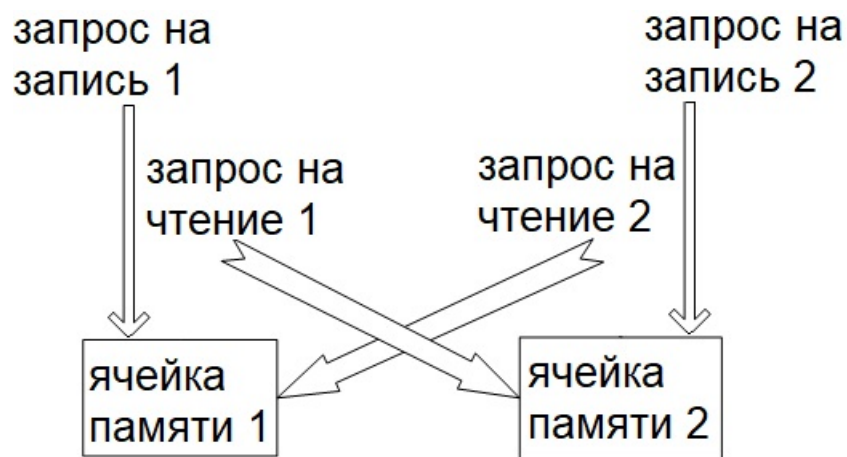 запрос на
запись 1
запрос на
запись 2
запрос на
чтение 1
запрос на
чтение 2
ячейка
памяти 1
ячейка
памяти 2